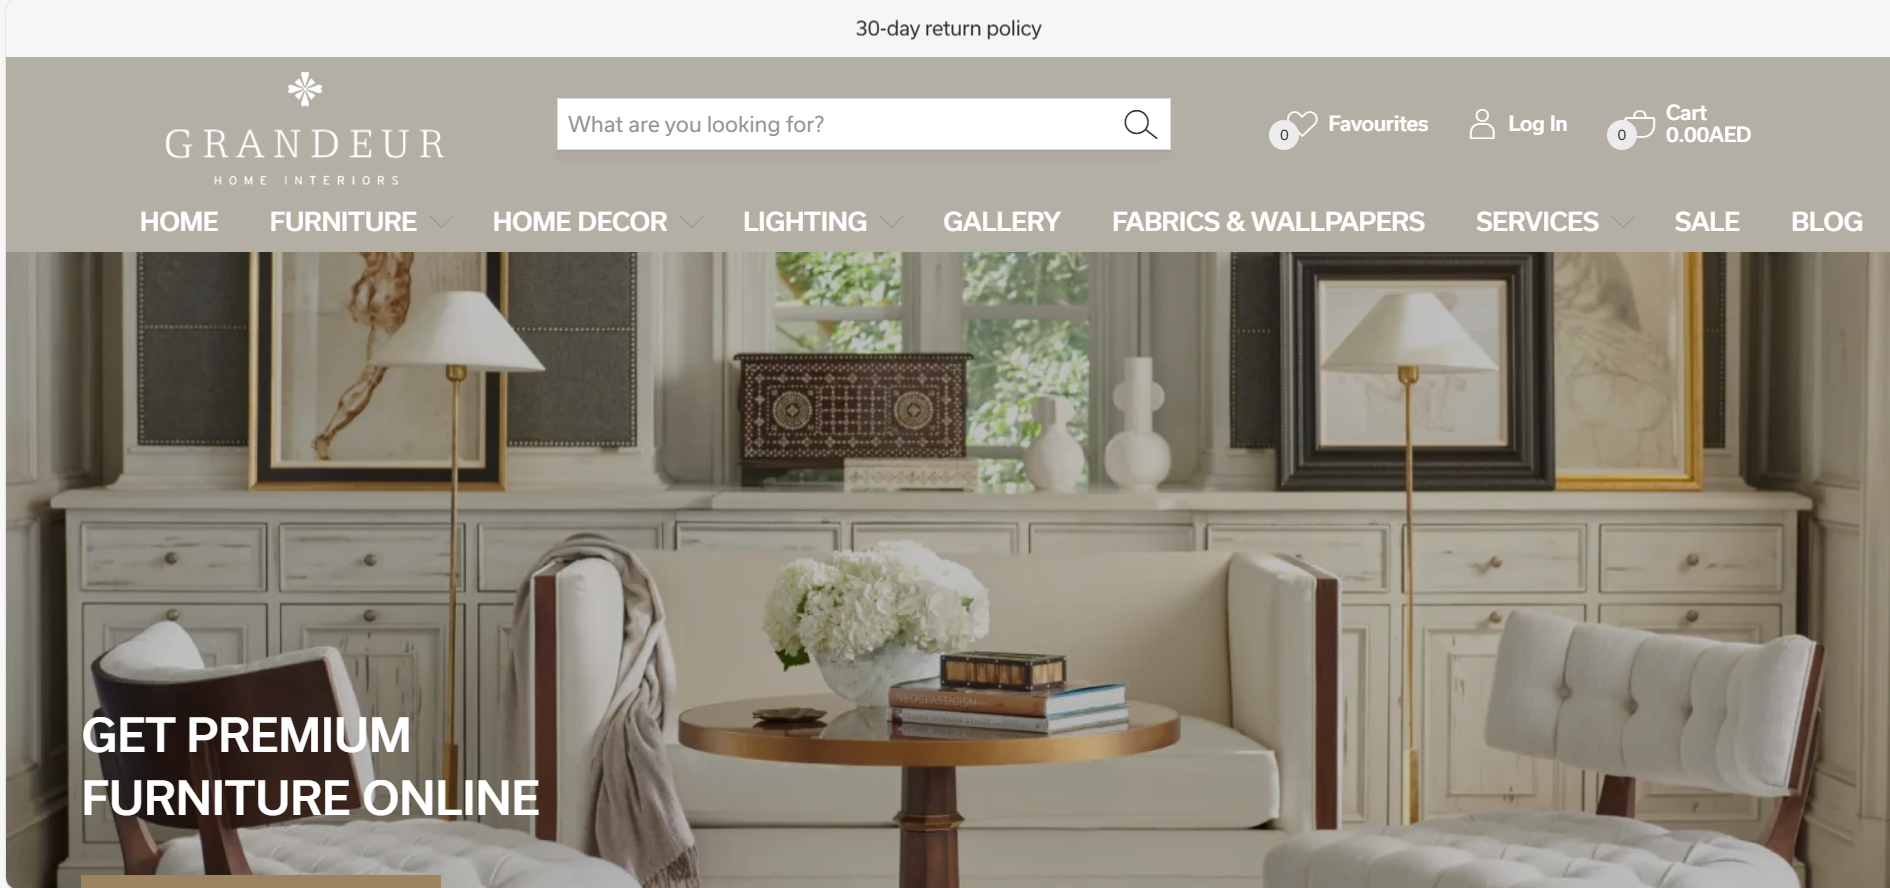 30-day return policy
GRANDEUR
HOME INTERIORS
What are you looking for?
0
Favourites
Log In
0
Cart
0.00AED
HOME
FURNITURE
HOME DECOR
LIGHTING
GALLERY
FABRICS & WALLPAPERS
SERVICES
SALE
BLOG
NEOCLASSICISM
GET PREMIUM
FURNITURE ONLINE